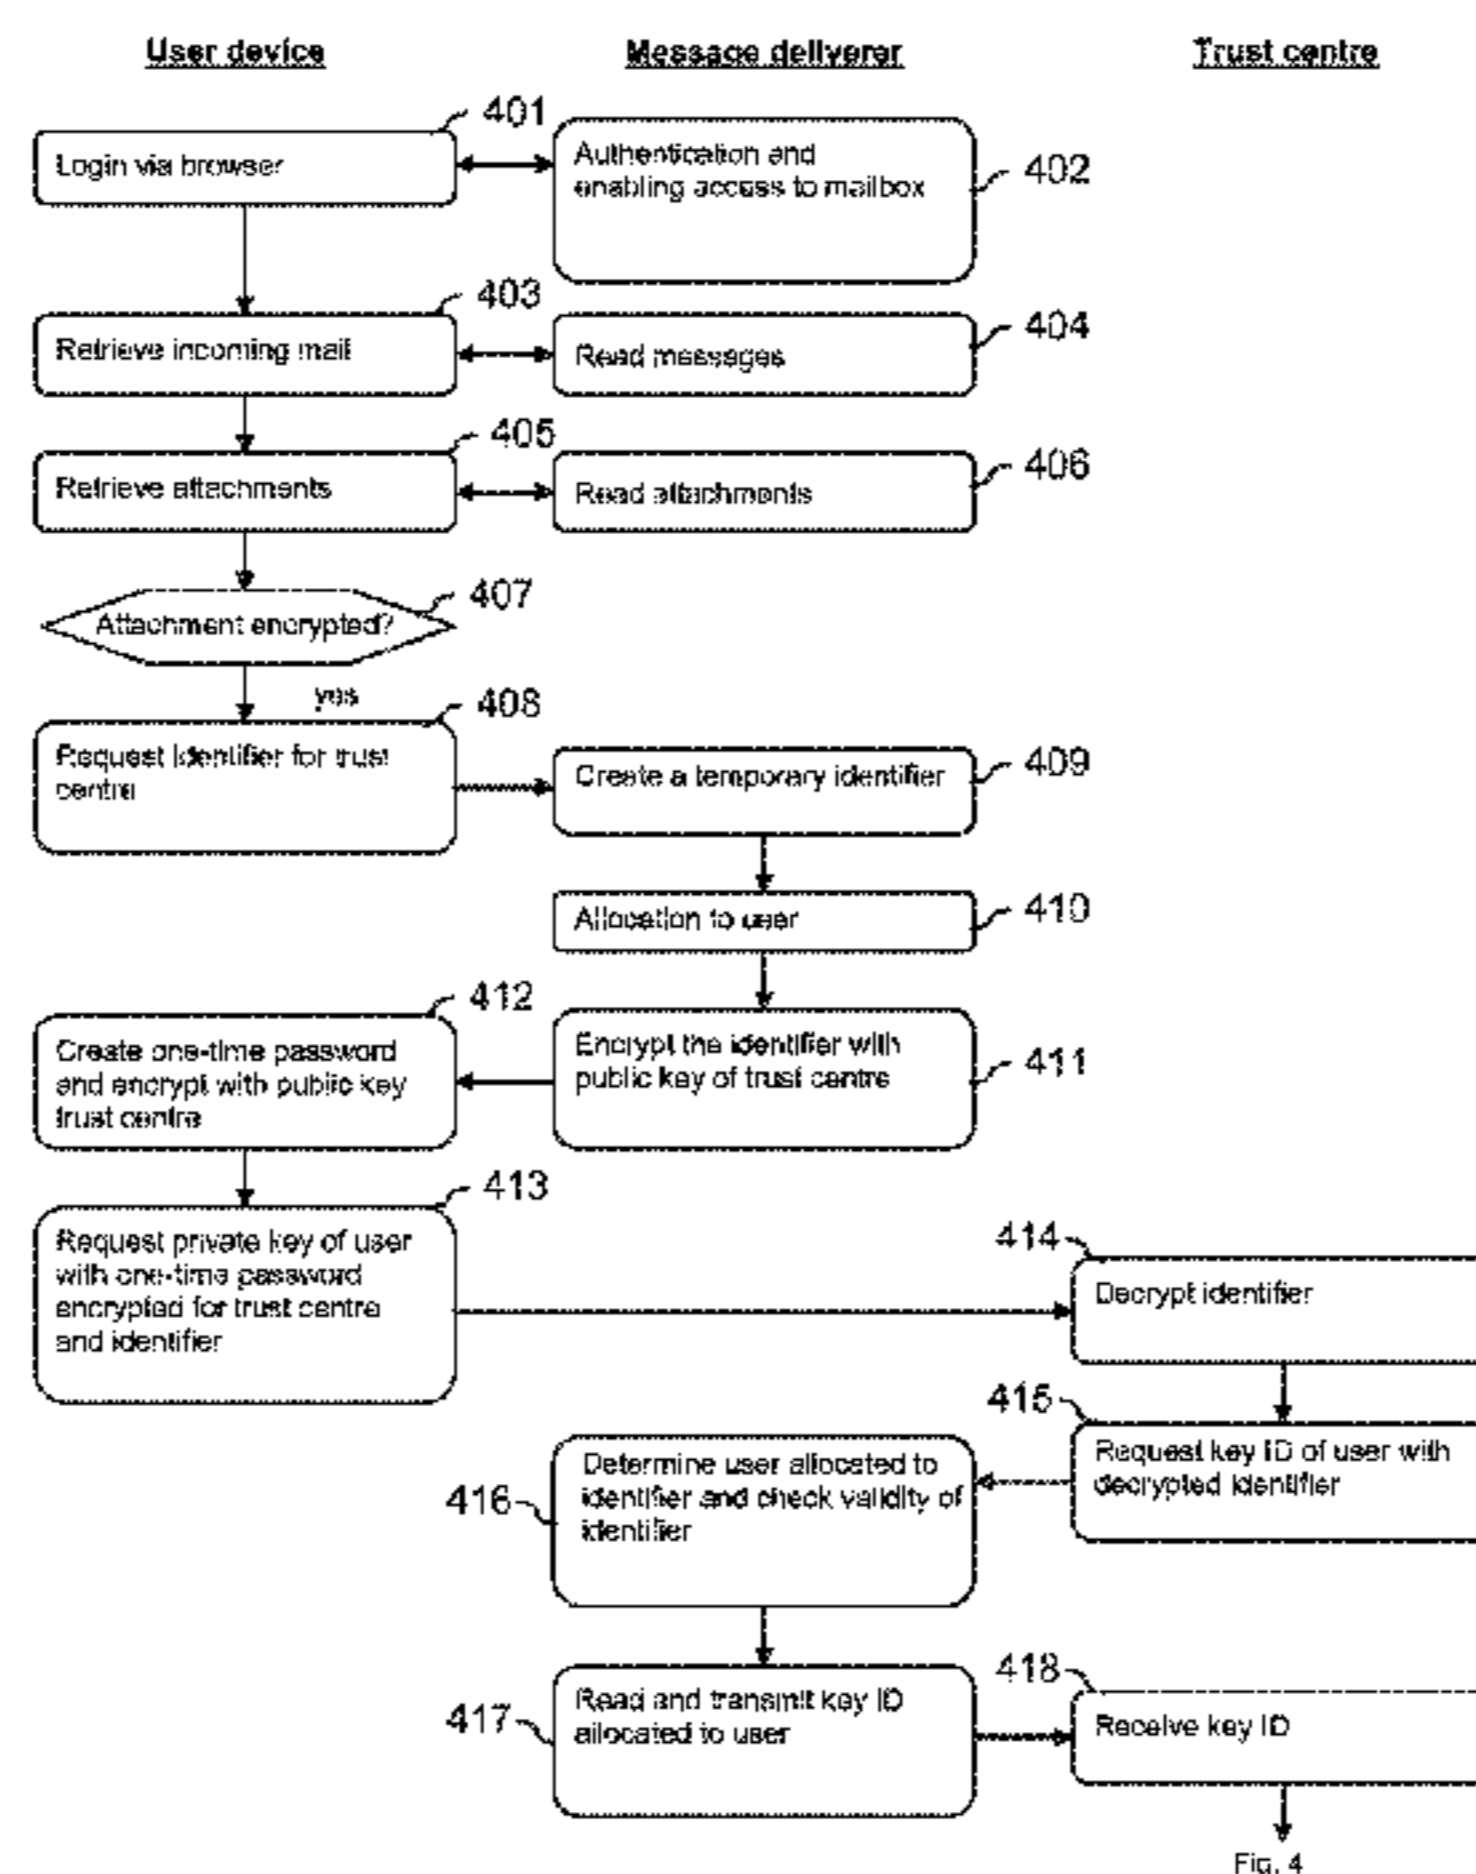 User device
Message deliverer
Trust centre
401
Login via browser
Authentication and
enabling access to mailbox
402
403
Retrieve incoming mail
Read messages
404
405
Retrieve attachments
Read attachments
406
407
Attachment encrypted?
yes
408
Request identifier for trust
centre
Create a temporary identifier
409
Allocation to user
410
412
Create one-time password
and encrypt with public key
trust centre
Encrypt the identifier with
public key of trust centre
411
413
Request private key of user
with one-time password
encrypted for trust centre
and identifier
414
Decrypt identifier
415
Request key ID of user with
decrypted identifier
416
Determine user allocated to
identifier and check validity of
identifier
417
Read and transmit key ID
allocated to user
418
Receive key ID
Fig. 4